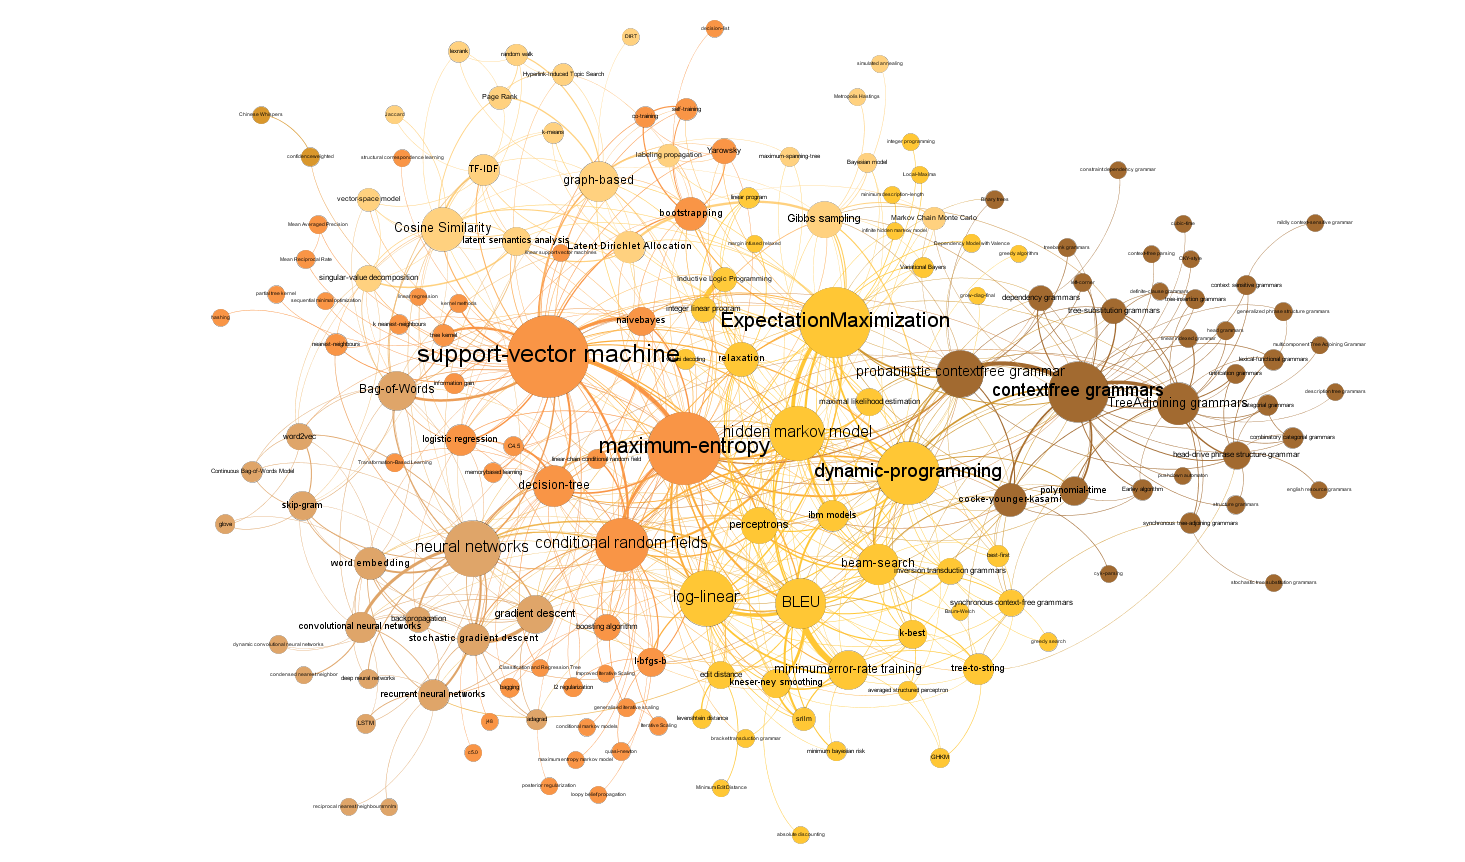 decision-list
DIRT
lexrank
random walk
simulated annealing
Hyperlink-Induced Topic Search
Page Rank
Metropolis Hastings
self-training
co-training
Chinese Whispers
Jaccard
k-means
integer programming
Yarowsky
labeling propagation
maximum-spanning-tree
confidenceweighted
structural correspondence learning
Bayesian model
TF-IDF
constraint dependency grammar
Local-Maxima
graph-based
vector-space model
linear program
minimum description-length
Binary trees
bootstrapping
Gibbs sampling
Markov Chain Monte Carlo
Mean Averaged Precision
Cosine Similarity
cubic-time
mildly context-sensitive grammar
infinite hidden markov model
latent semantics analysis
Latent Dirichlet Allocation
margin infused relaxed
Dependency Model with Valence
treebank grammars
linear support vector machines
greedy algorithm
context-free parsing
Mean Reciprocal Rate
CKY-style
Variational Bayers
singular-value decomposition
Inductive Logic Programming
leftcorner
context sensitive grammars
partial tree kernel
linear regression
grow-diag-final
dependency grammars
definite-clause grammars
tree-insertion grammars
sequential minimal optimization
kernel methods
integer linear program
tree-substitution grammars
generalized phrase structure grammars
hashing
k nearest-neighbours
naivebayes
ExpectationMaximization
head grammars
tree kernel
linear indexed grammar
nearest-neighbours
multicomponent Tree Adjoining Grammar
support-vector machine
relaxation
lexical-functional grammars
probabilistic contextfree grammar
unification grammars
information gain
Bag-of-Words
contextfree grammars
description tree grammars
maximal likelihood estimation
TreeAdjoining grammars
categorial grammars
word2vec
logistic regression
hidden markov model
combinatory categorial grammars
C4.5
maximum-entropy
head-drive phrase structure-grammar
linear-chain conditional random field
Transformation-Based Learning
Continuous Bag-of-Words Model
memorybased learning
dynamic-programming
pushdown automaton
decision-tree
polynomial-time
Earley algorithm
english resource grammars
cocke-younger-kasami
skip-gram
structure grammars
ibm models
glove
perceptrons
synchronous tree-adjoining grammars
conditional random fields
neural networks
best-first
word embedding
beam-search
inversion transduction grammars
cyk-parsing
stochastic tree substitution grammars
log-linear
BLEU
synchronous context-free grammars
gradient descent
Baum-Welch
backpropagation
convolutional neural networks
boosting algorithm
k-best
stochastic gradient descent
dynamic convolutional neural networks
greedy search
l-bfgs-b
Classification and Regression Tree
minimumerror-rate training
tree-to-string
condensed nearest-neighbor
Improved Iterative Scaling
edit distance
deep neural networks
kneser-ney smoothing
bagging
l2 regularization
averaged structured perceptron
recurrent neural networks
generalised iterative scaling
LSTM
j48
adagrad
levenshtein distance
srilm
conditional markov models
Iterative Scaling
bracket transduction grammar
c5.0
quasi-newton
minimum bayesian risk
maximum entropy markov model
GHKM
posterior regularization
Minimum Edit Distance
loopy belief propagation
reciprocal nearest neighbour
absolute discounting